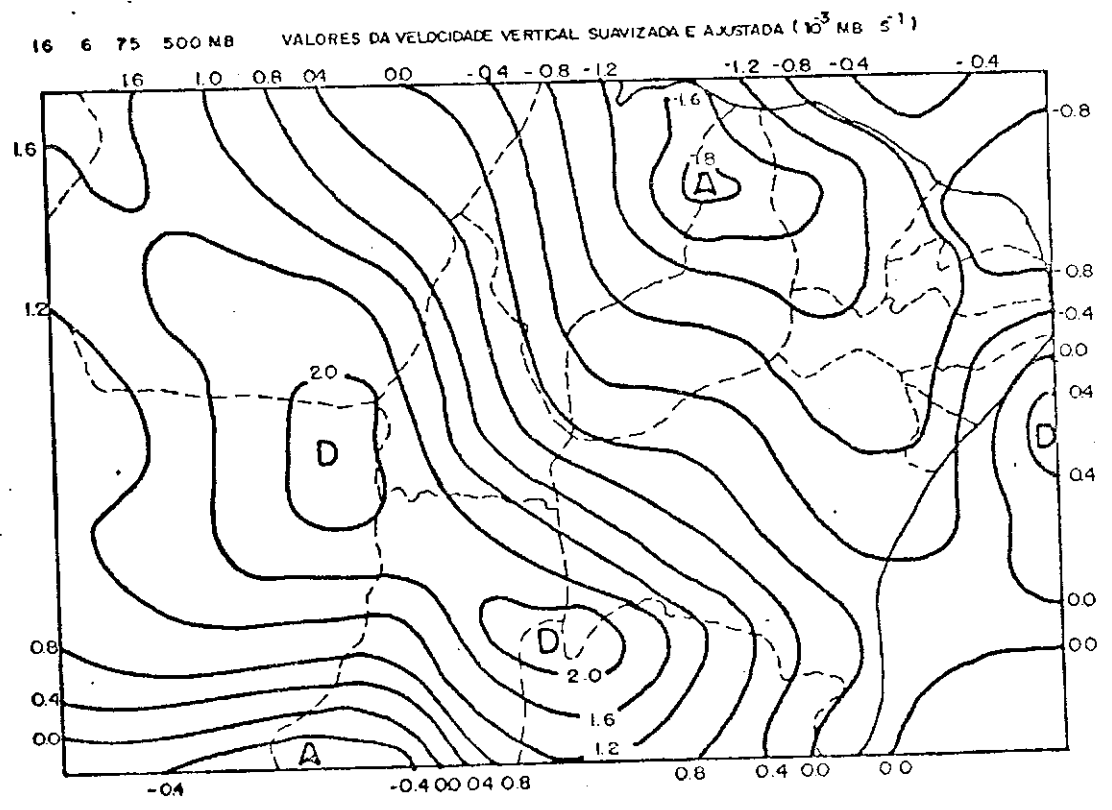 16 6 75 500 MB VALORES DA VELOCIDADE VERTICAL SUAVIZADA E AJUSTADA (10⁻³ MB S⁻¹)
1.6 1.0 0.8 0.4 0.0 -0.4 -0.8 -1.2 -1.2 -0.8 -0.4 -0.4
-1.6 -0.8
1.6 -1.8
A
-0.8
1.2 -0.4
0.0
2.0 0.4
D D
0.4
0.0
0.8 D 0.0
2.0
0.4
1.6
0.0 1.2
A
-0.4 -0.4 0.0 0.4 0.8 0.8 0.4 0.0 0.0